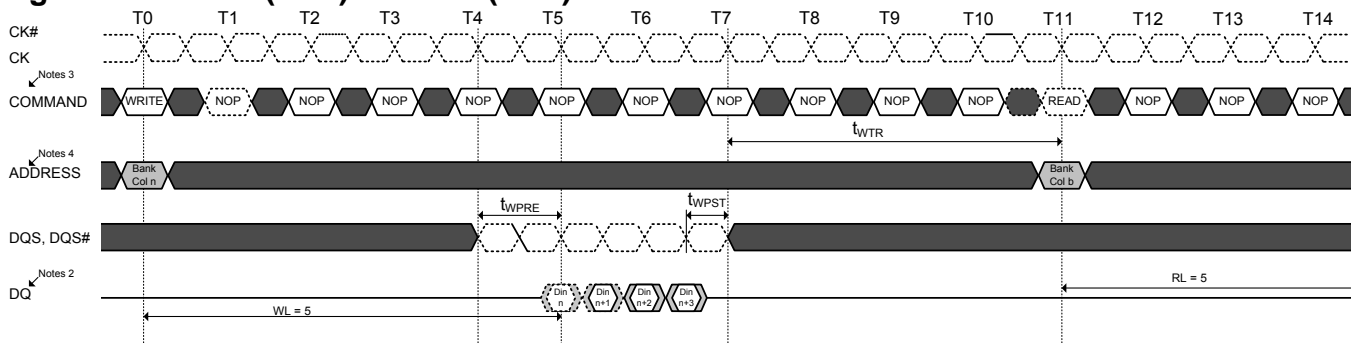 T0 T1 T2 T3 T4 T5 T6 T7 T8 T9 T10 T11 T12 T13 T14
CK#
CK
Notes 3
COMMAND WRITE NOP NOP NOP NOP NOP NOP NOP NOP NOP NOP READ NOP NOP NOP
tWTR
Notes 4
ADDRESS
Bank
Col n
Bank
Col b
tWPRE tWPST
DQS, DQS#
Notes 2
DQ
Din
n
Din
n+1
Din
n+2
Din
n+3
RL = 5
WL = 5